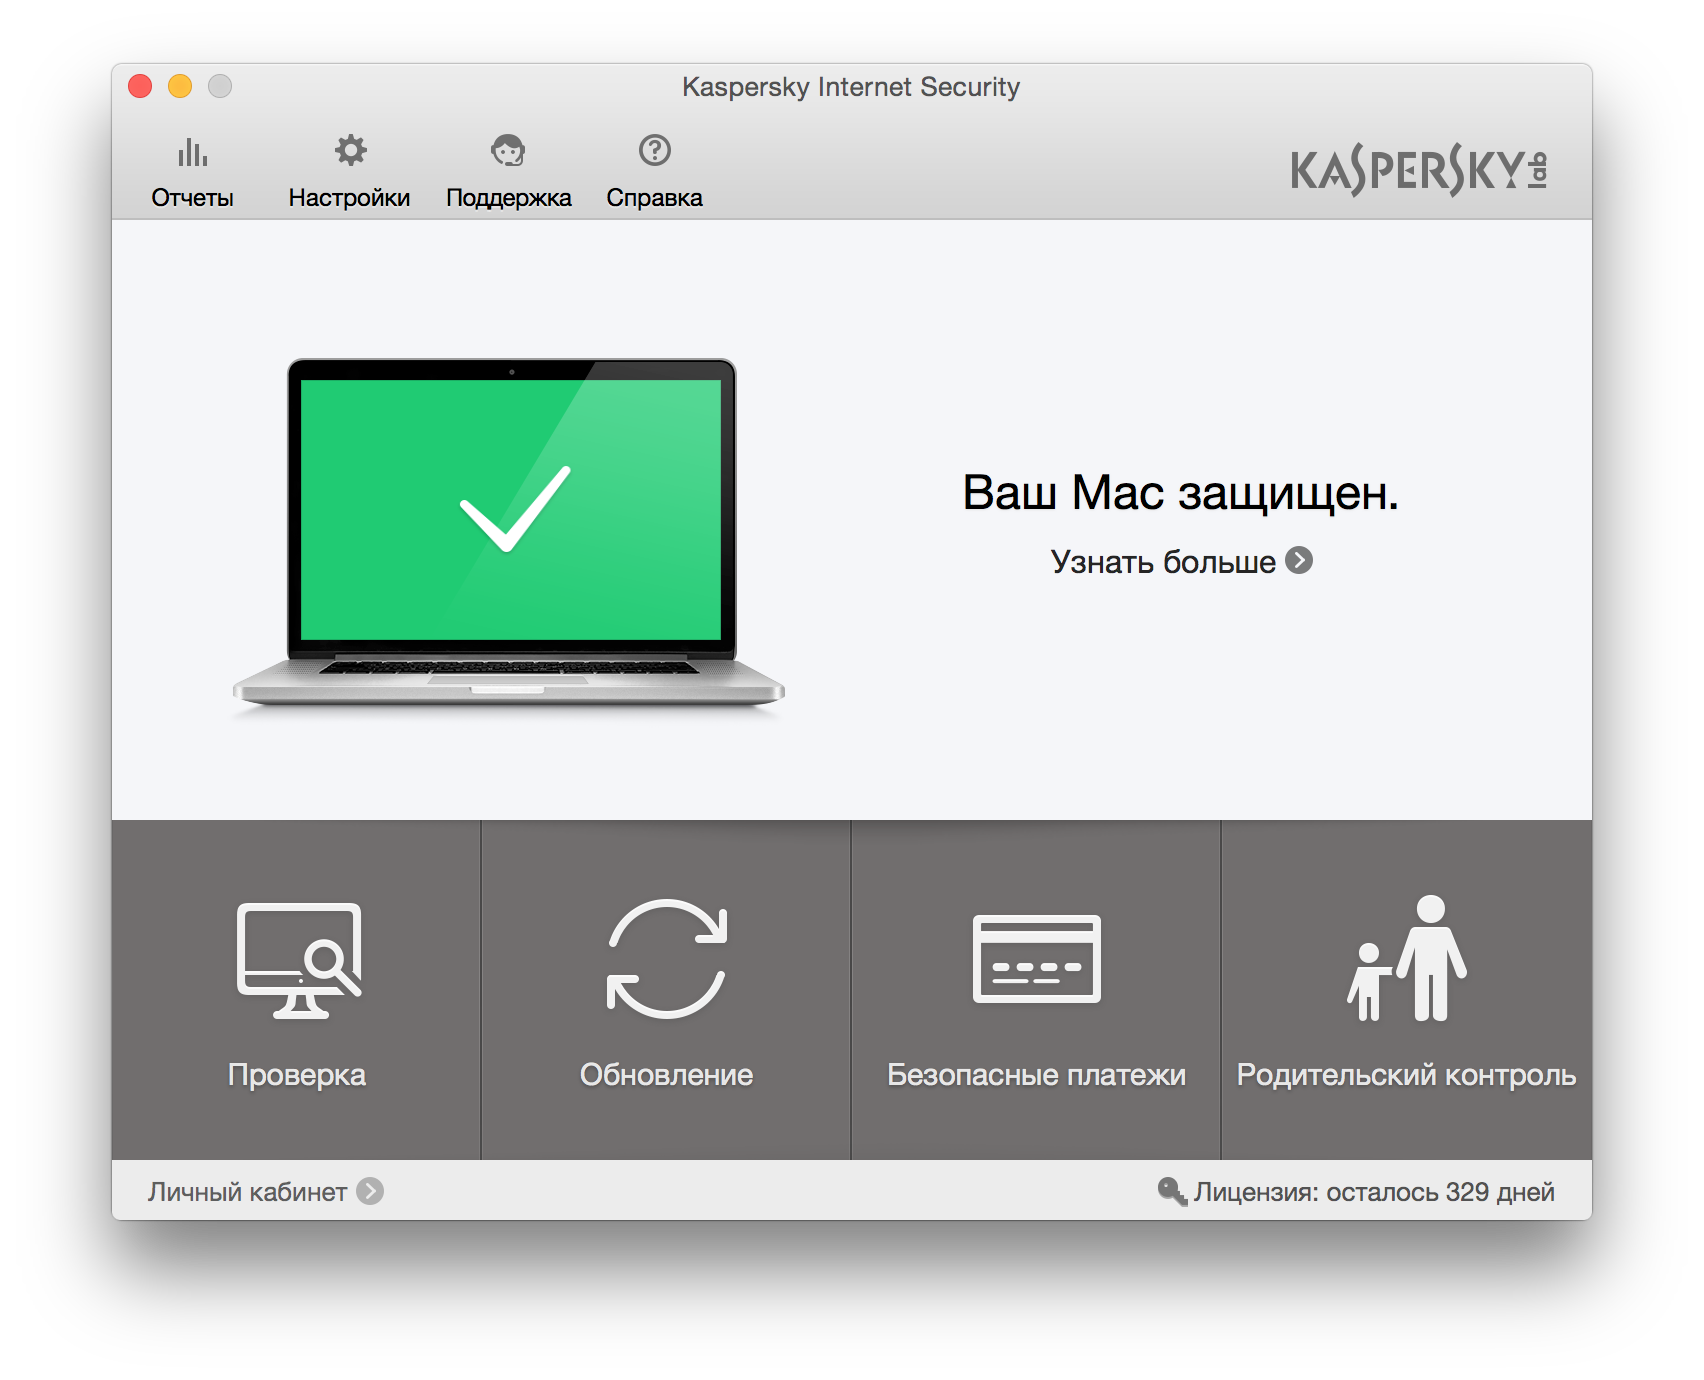 Kaspersky Internet Security
Отчеты
Настройки
Поддержка
Справка
KASPERSKY lab
Ваш Mac защищен.
Узнать больше
Проверка
Обновление
Безопасные платежи
Родительский контроль
Личный кабинет
Лицензия: осталось 329 дней